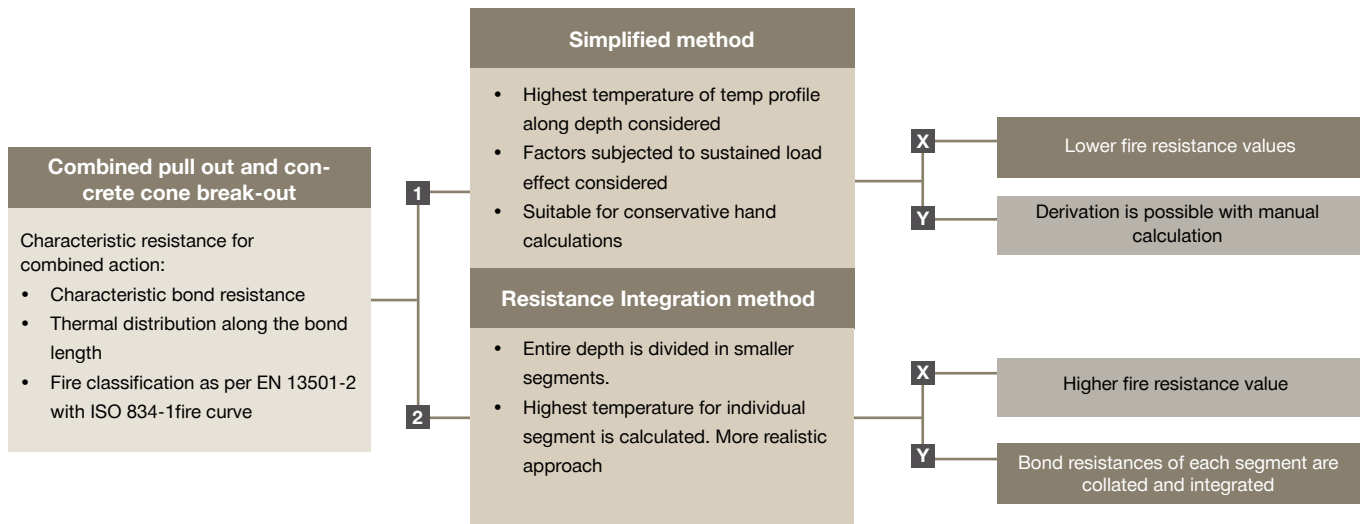 Combined pull out and con-
crete cone break-out
Characteristic resistance for
combined action:
• Characteristic bond resistance
• Thermal distribution along the bond
length
• Fire classification as per EN 13501-2
with ISO 834-1fire curve
1
2
Simplified method
• Highest temperature of temp profile
along depth considered
• Factors subjected to sustained load
effect considered
• Suitable for conservative hand
calculations
Resistance Integration method
• Entire depth is divided in smaller
segments.
• Highest temperature for individual
segment is calculated. More realistic
approach
X
Lower fire resistance values
Y
Derivation is possible with manual
calculation
X
Higher fire resistance value
Y
Bond resistances of each segment are
collated and integrated